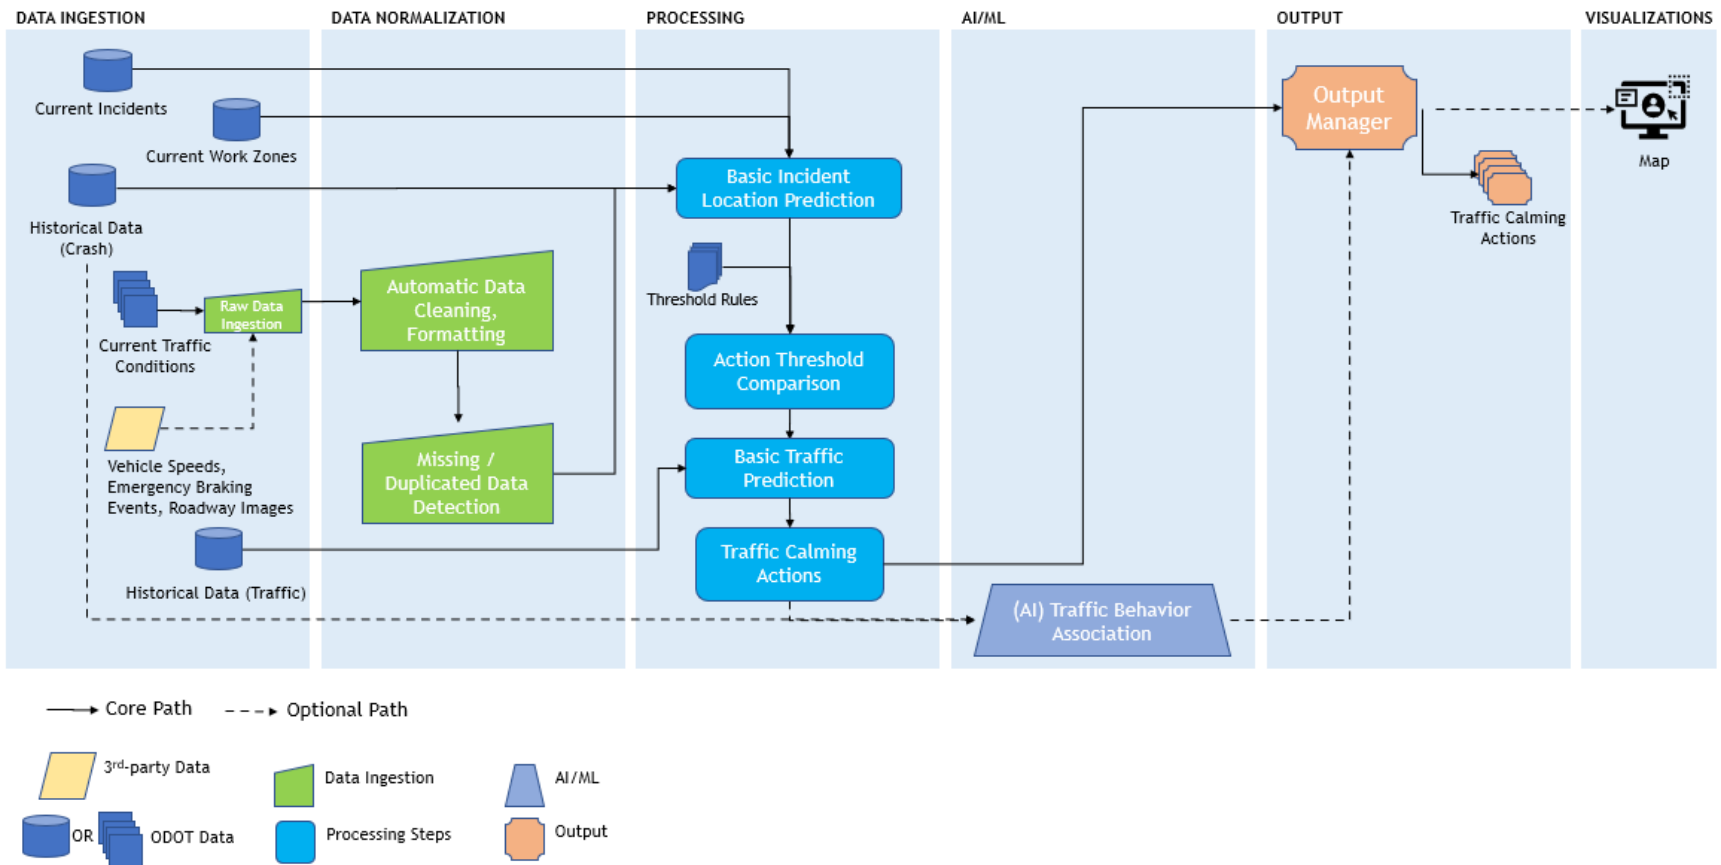 DATA INGESTION
DATA NORMALIZATION
PROCESSING
AI/ML
OUTPUT
VISUALIZATIONS
Current Incidents
Current Work Zones
Historical Data
(Crash)
Current Traffic
Conditions
Raw Data
Ingestion
Vehicle Speeds,
Emergency Braking
Events, Roadway Images
Historical Data (Traffic)
Automatic Data
Cleaning,
Formatting
Missing /
Duplicated Data
Detection
Basic Incident
Location Prediction
Threshold Rules
Action Threshold
Comparison
Basic Traffic
Prediction
Traffic Calming
Actions
(AI) Traffic Behavior
Association
Output
Manager
Traffic Calming
Actions
Map
Core Path
Optional Path
3rd-party Data
Data Ingestion
AI/ML
OR
ODOT Data
Processing Steps
Output